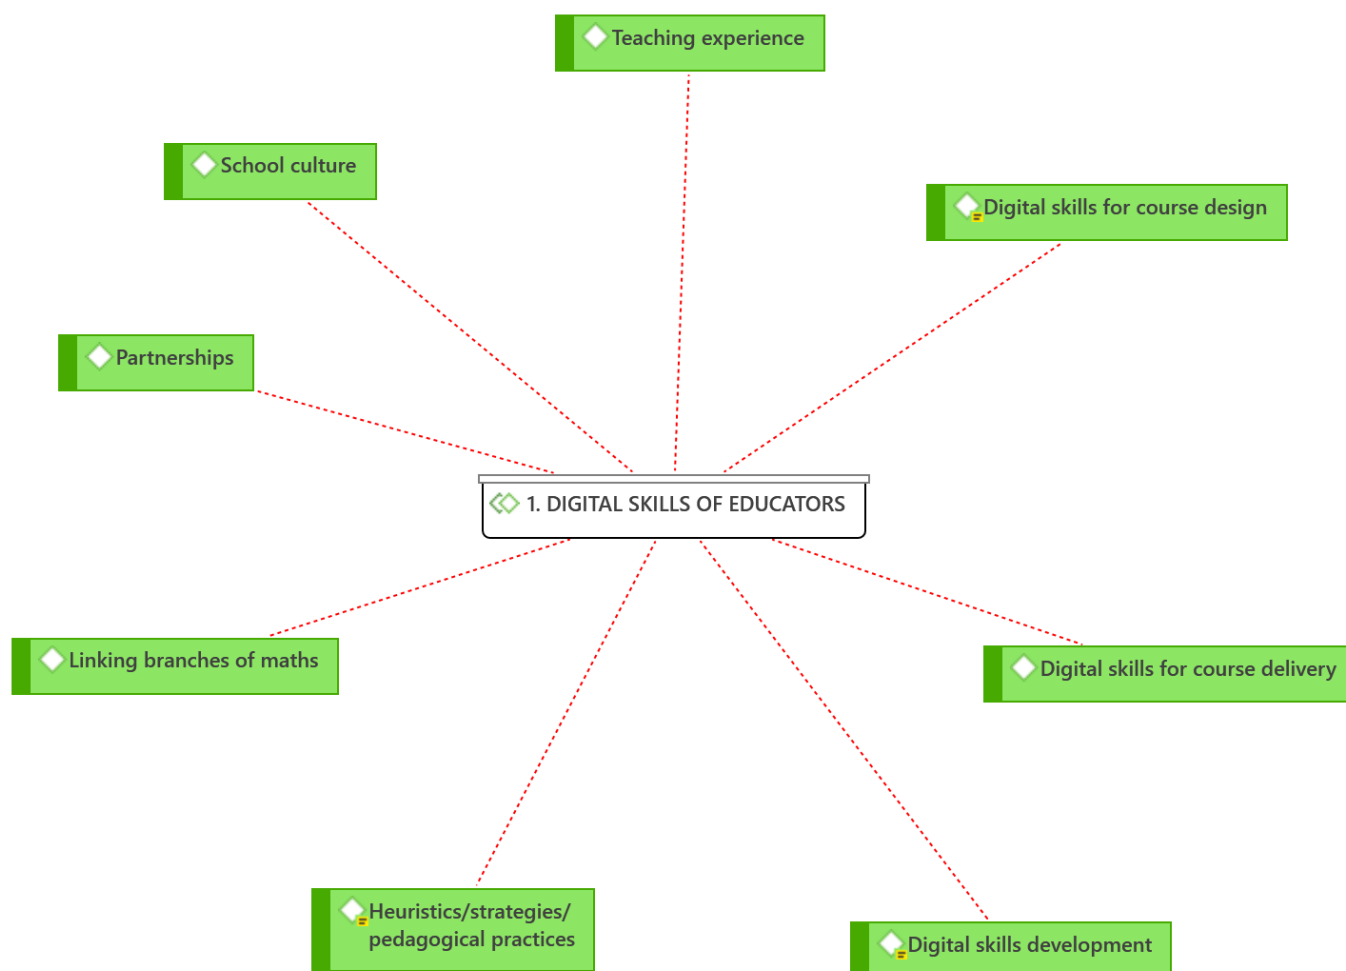 Teaching experience
School culture
Digital skills for course design
Partnerships
1. DIGITAL SKILLS OF EDUCATORS
Linking branches of maths
Digital skills for course delivery
Heuristics/strategies/
pedagogical practices
Digital skills development